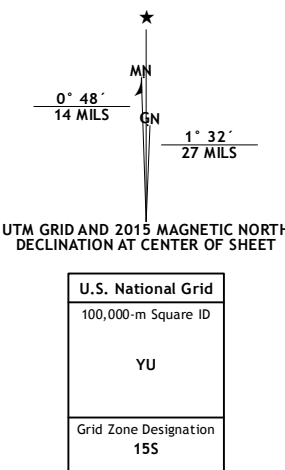 ★
MN
0° 48´
14 MILS
GN
1° 32´
27 MILS
UTM GRID AND 2015 MAGNETIC NORTH
DECLINATION AT CENTER OF SHEET
U.S. National Grid
100,000-m Square ID
YU
Grid Zone Designation
15S